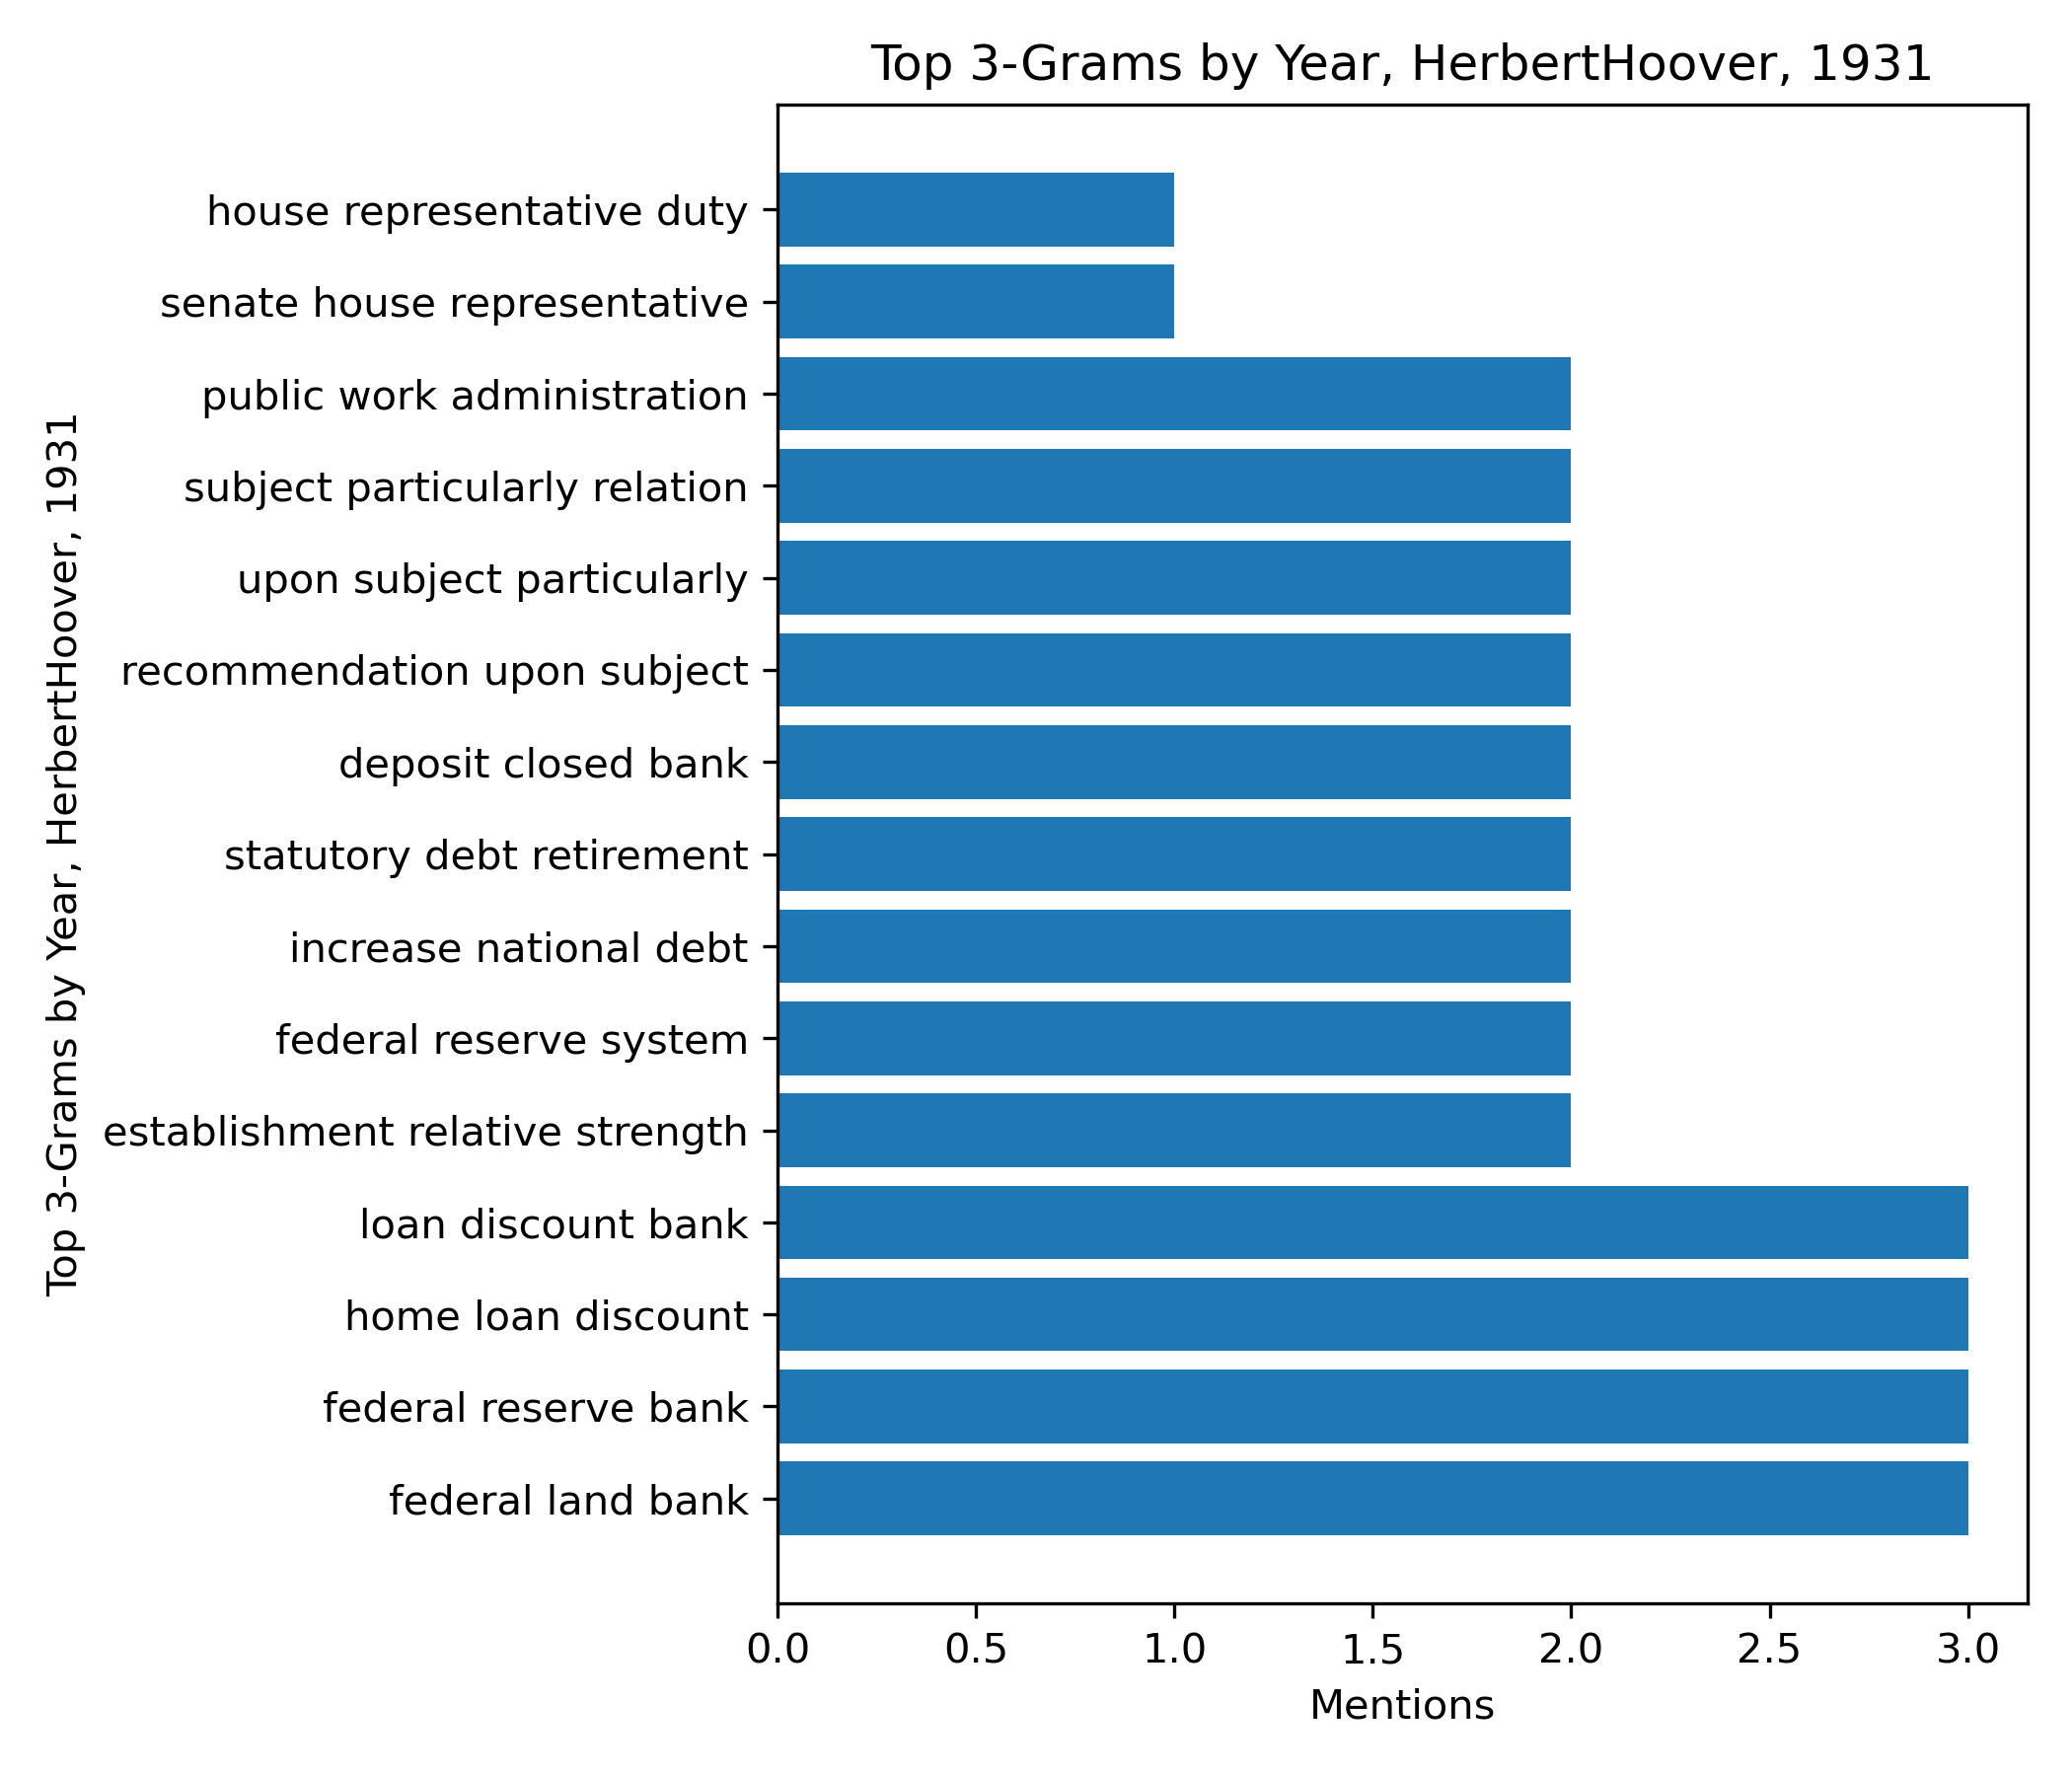 Top 3-Grams by Year, HerbertHoover, 1931
Top 3-Grams by Year, HerbertHoover, 1931
house representative duty
senate house representative
public work administration
subject particularly relation
upon subject particularly
recommendation upon subject
deposit closed bank
statutory debt retirement
increase national debt
federal reserve system
establishment relative strength
loan discount bank
home loan discount
federal reserve bank
federal land bank
0.0 0.5 1.0 1.5 2.0 2.5 3.0
Mentions